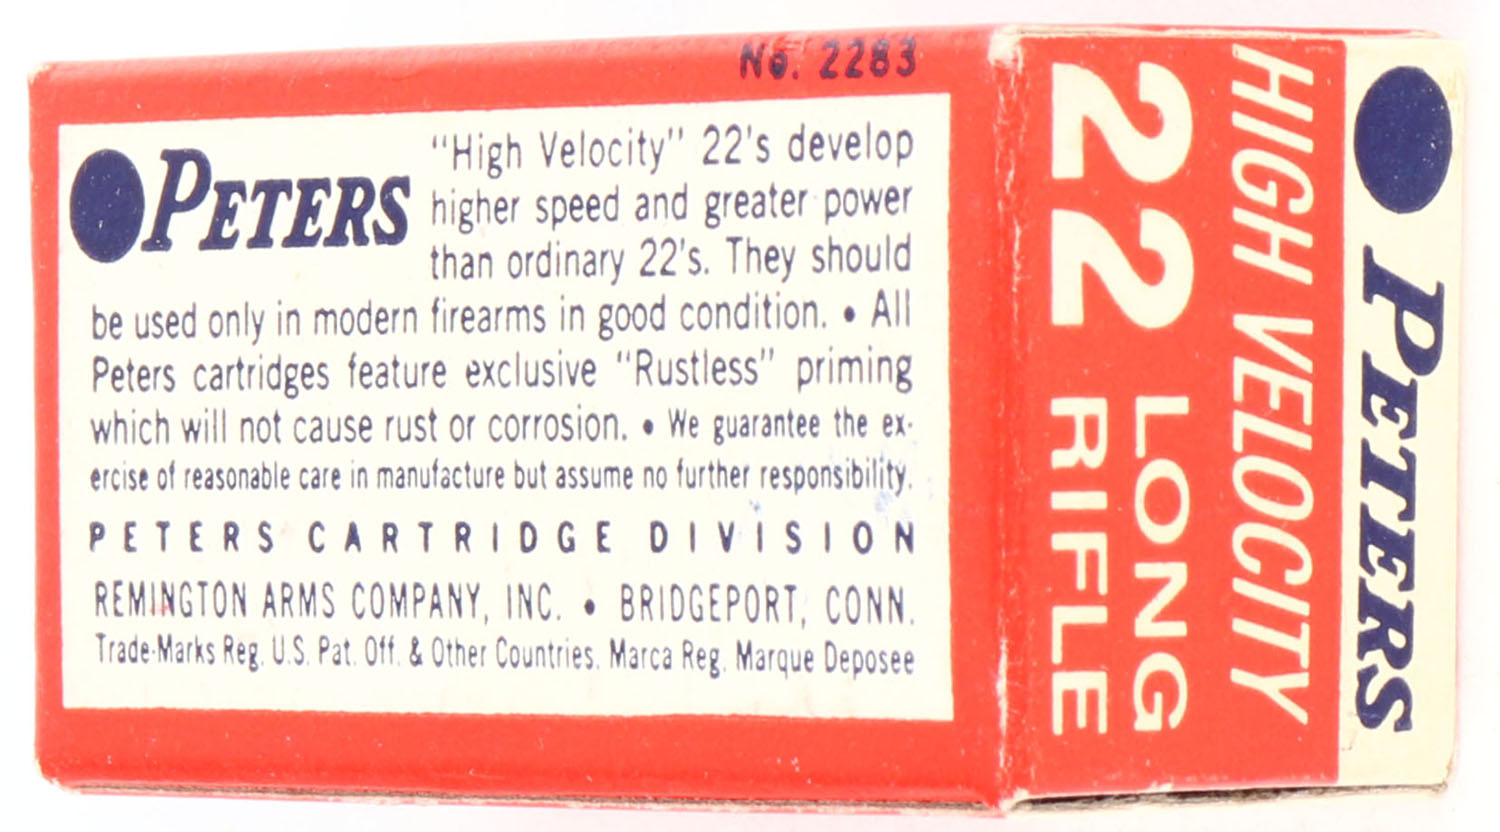 No. 2283
PETERS
"High Velocity" 22's develop
higher speed and greater power
than ordinary 22's. They should
be used only in modern firearms in good condition. • All
Peters cartridges feature exclusive "Rustless" priming
which will not cause rust or corrosion. • We guarantee the ex-
ercise of reasonable care in manufacture but assume no further responsibility.
PETERS CARTRIDGE DIVISION
REMINGTON ARMS COMPANY, INC. • BRIDGEPORT, CONN.
Trade-Marks Reg. U.S. Pat. Off. & Other Countries. Marca Reg. Marque Deposee
PETERS
HIGH VELOCITY
22 LONG
RIFLE